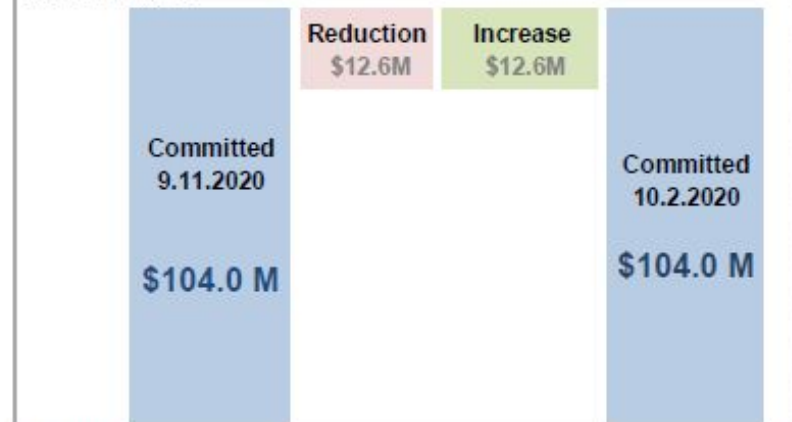 Reduction
$12.6M
Increase
$12.6M
Committed
9.11.2020
$104.0 M
Committed
10.2.2020
$104.0 M